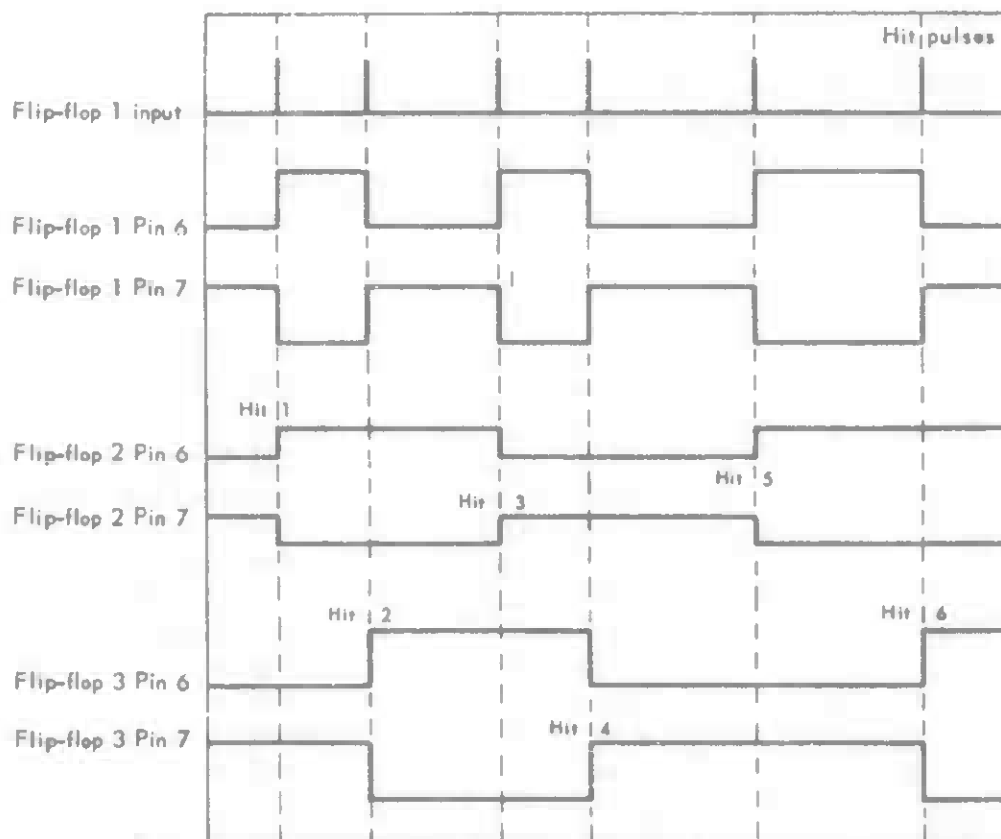 Hit pulses
Flip-flop 1 input
Flip-flop 1 Pin 6
Flip-flop 1 Pin 7
Hit 1
Flip-flop 2 Pin 6
Hit 5
Hit 3
Flip-flop 2 Pin 7
Hit 2
Hit 6
Flip-flop 3 Pin 6
Hit 4
Flip-flop 3 Pin 7